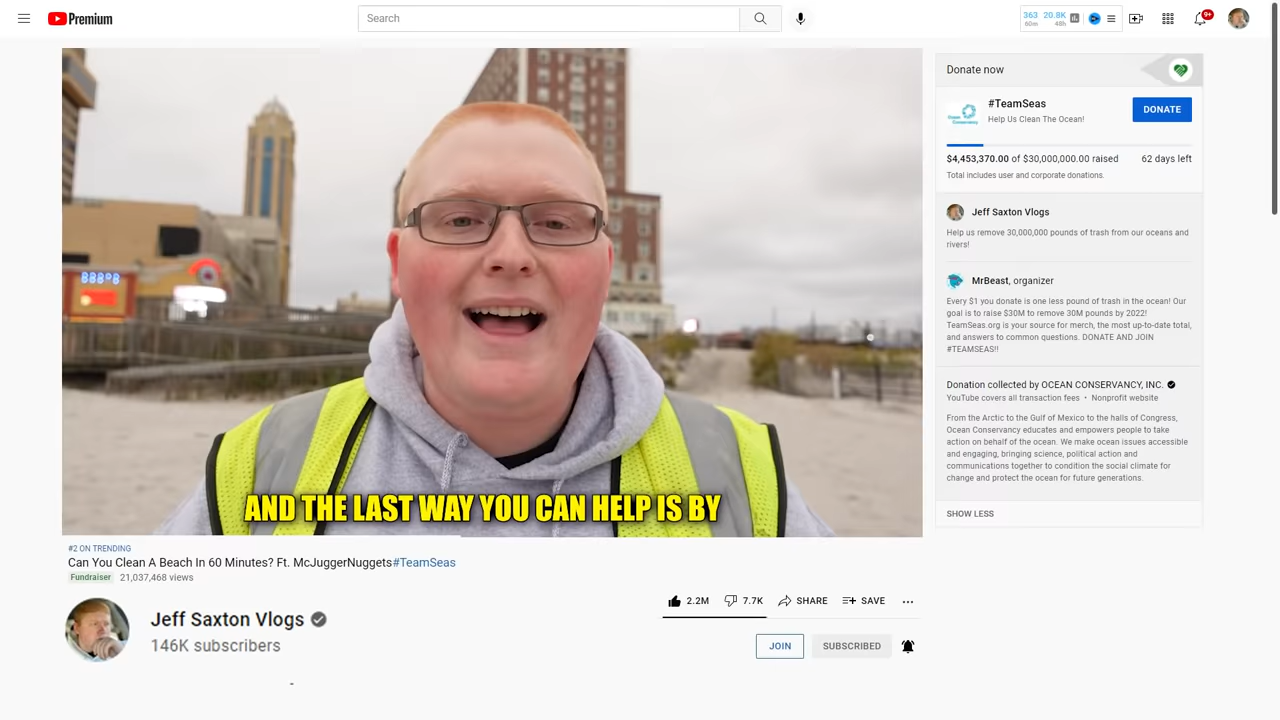 Premium
Search
363 20.8K
60m 48h
9+
AND THE LAST WAY YOU CAN HELP IS BY
#2 ON TRENDING
Can You Clean A Beach In 60 Minutes? Ft. McJuggerNuggets#TeamSeas
Fundraiser 21,037,468 views
2.2M 7.7K SHARE SAVE
Jeff Saxton Vlogs
146K subscribers
JOIN SUBSCRIBED
Donate now
Ocean Conservancy
#TeamSeas
Help Us Clean The Ocean!
DONATE
$4,453,370.00 of $30,000,000.00 raised 62 days left
Total includes user and corporate donations.
Jeff Saxton Vlogs
Help us remove 30,000,000 pounds of trash from our oceans and
rivers!
MrBeast, organizer
Every $1 you donate is one less pound of trash in the ocean! Our
goal is to raise $30M to remove 30M pounds by 2022!
TeamSeas.org is your source for merch, the most up-to-date total,
and answers to common questions. DONATE AND JOIN
#TEAMSEAS!!
Donation collected by OCEAN CONSERVANCY, INC.
YouTube covers all transaction fees • Nonprofit website
From the Arctic to the Gulf of Mexico to the halls of Congress,
Ocean Conservancy educates and empowers people to take
action on behalf of the ocean. We make ocean issues accessible
and engaging, bringing science, political action and
communications together to condition the social climate for
change and protect the ocean for future generations.
SHOW LESS